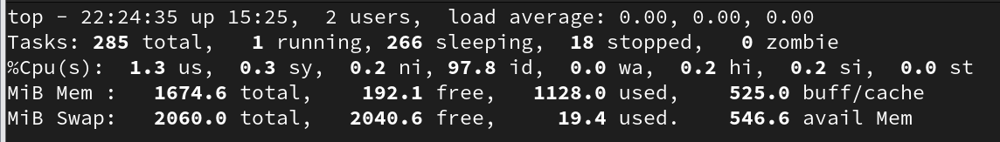 top - 22:24:35 up 15:25,  2 users,  load average: 0.00, 0.00, 0.00
Tasks: 285 total,   1 running, 266 sleeping,  18 stopped,   0 zombie
%Cpu(s):  1.3 us,  0.3 sy,  0.2 ni, 97.8 id,  0.0 wa,  0.2 hi,  0.2 si,  0.0 st
MiB Mem :   1674.6 total,    192.1 free,   1128.0 used,    525.0 buff/cache
MiB Swap:   2060.0 total,   2040.6 free,     19.4 used.    546.6 avail Mem